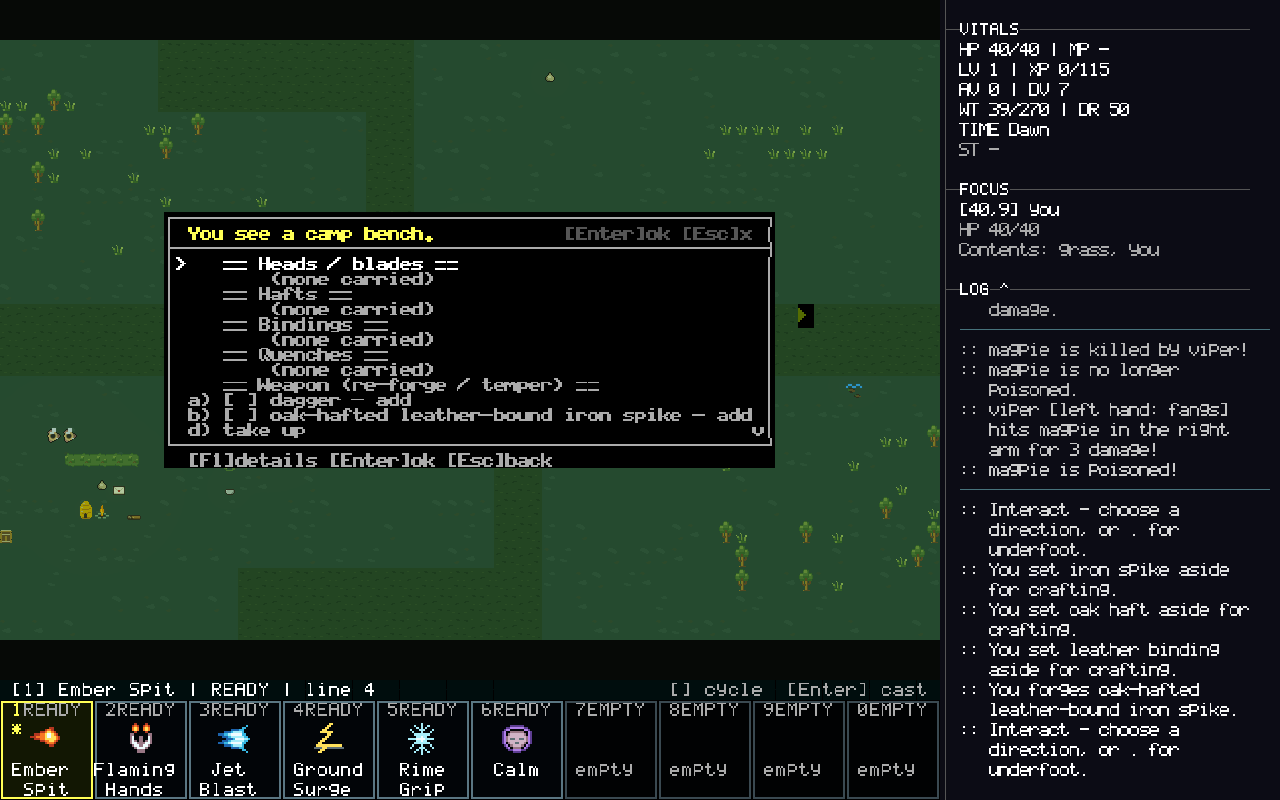 You see a camp bench. [Enter]ok [Esc]x
> == Heads / blades ==
(none carried)
== Hafts ==
(none carried)
== Bindings ==
(none carried)
== Quenches ==
(none carried)
== Weapon (re-forge / temper) ==
a) [ ] dagger - add
b) [ ] oak-hafted leather-bound iron spike - add
d) take up v
[F1]details [Enter]ok [Esc]back
VITALS
HP 40/40 | MP -
LV 1 | XP 0/115
AV 0 | DV 7
WT 39/270 | DR 50
TIME Dawn
ST -
FOCUS
[40,9] You
HP 40/40
Contents: grass, You
LOG ^
damage.
:: magpie is killed by viper!
:: magpie is no longer
Poisoned.
:: viper [left hand: fangs]
hits magpie in the right
arm for 3 damage!
:: magpie is Poisoned!
:: Interact - choose a
direction, or . for
underfoot.
:: You set iron spike aside
for crafting.
:: You set oak haft aside for
crafting.
:: You set leather binding
aside for crafting.
:: You forges oak-hafted
leather-bound iron spike.
:: Interact - choose a
direction, or . for
underfoot.
[1] Ember Spit | READY | line 4 [] cycle [Enter] cast
1READY 2READY 3READY 4READY 5READY 6READY 7EMPTY 8EMPTY 9EMPTY 0EMPTY
*
Ember Flaming Jet Ground Rime Calm empty empty empty empty
Spit Hands Blast Surge Grip